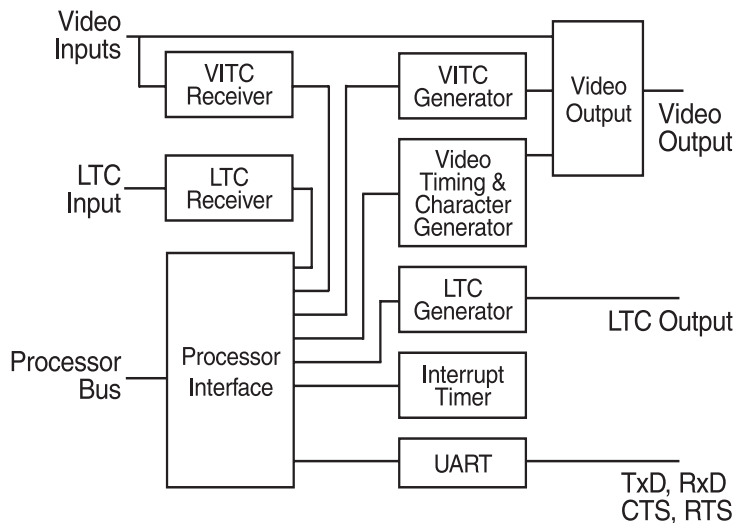 Video
Inputs
VITC
Receiver
VITC
Generator
Video
Output
Video
Output
LTC
Input
LTC
Receiver
Video
Timing &
Character
Generator
LTC
Generator
LTC Output
Processor
Bus
Processor
Interface
Interrupt
Timer
UART
TxD, RxD
CTS, RTS